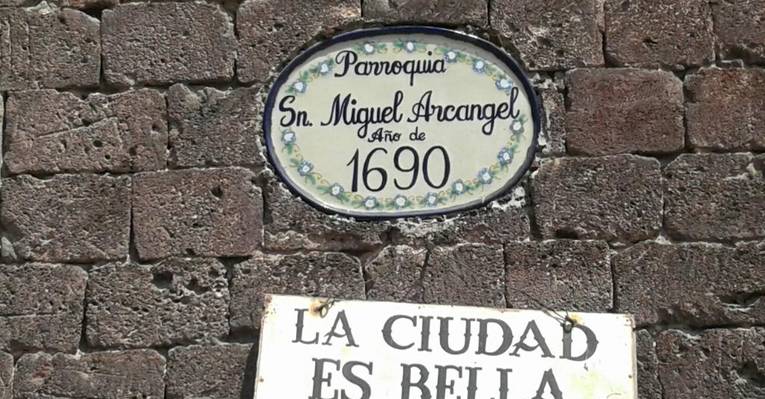 Parroquia
Sn. Miguel Arcangel
Año de
1690
LA CIUDAD
ES BELLA